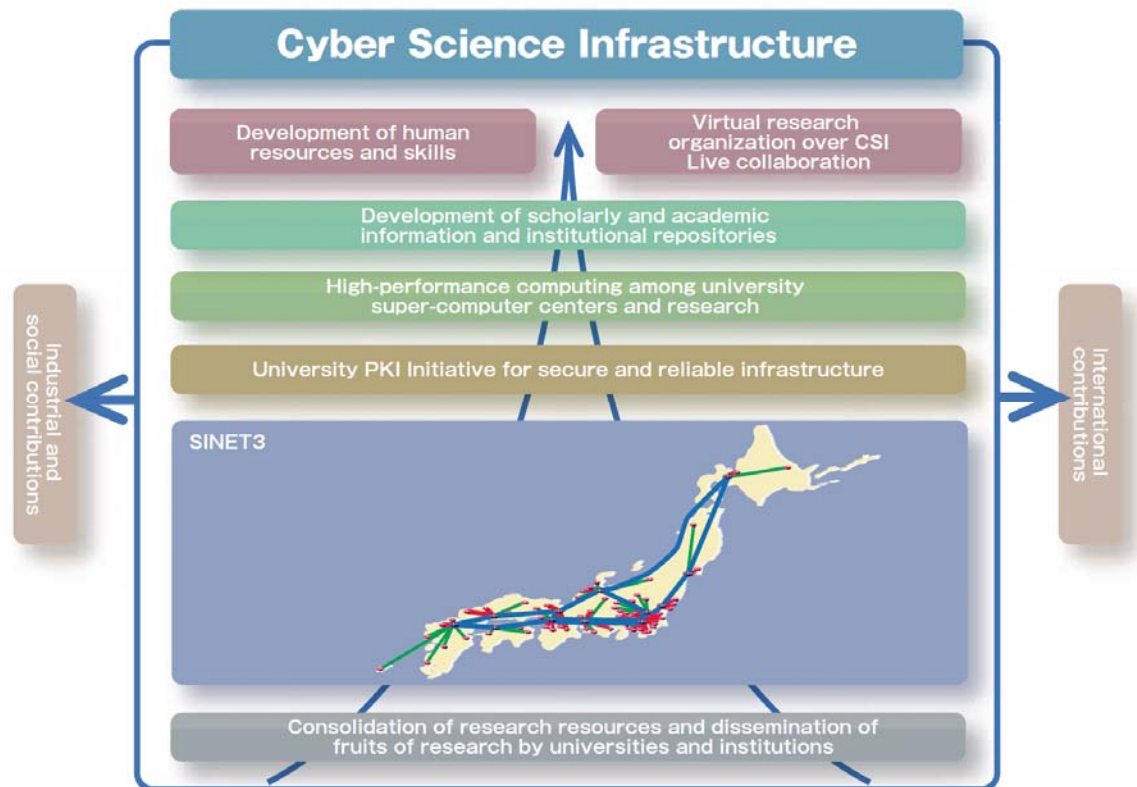 Cyber Science Infrastructure
Development of human
resources and skills
Virtual research
organization over CSI
Live collaboration
Development of scholarly and academic
information and institutional repositories
High-performance computing among university
super-computer centers and research
University PKI Initiative for secure and reliable infrastructure
Industrial and
social contributions
International
contributions
SINET3
Consolidation of research resources and dissemination of
fruits of research by universities and institutions